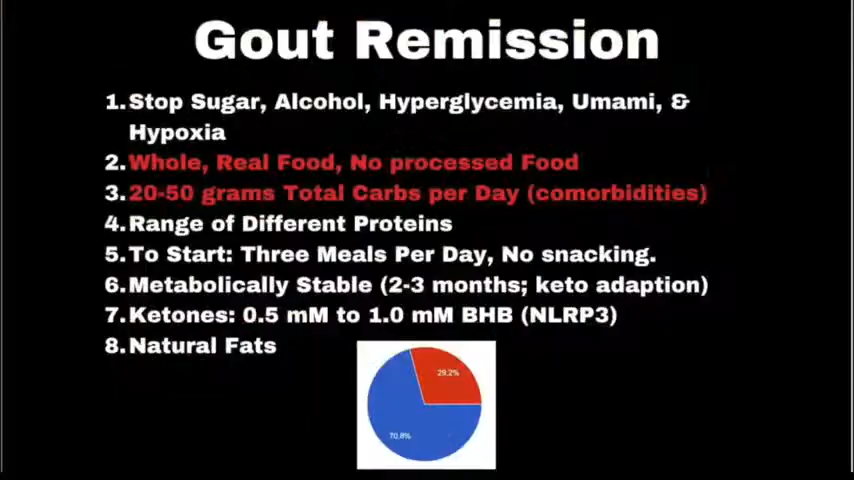 Gout Remission
1. Stop Sugar, Alcohol, Hyperglycemia, Umami, &
Hypoxia
2. Whole, Real Food, No processed Food
3. 20-50 grams Total Carbs per Day (comorbidities)
4. Range of Different Proteins
5. To Start: Three Meals Per Day, No snacking.
6. Metabolically Stable (2-3 months; keto adaption)
7. Ketones: 0.5 mM to 1.0 mM BHB (NLRP3)
8. Natural Fats
29.2%
70.8%